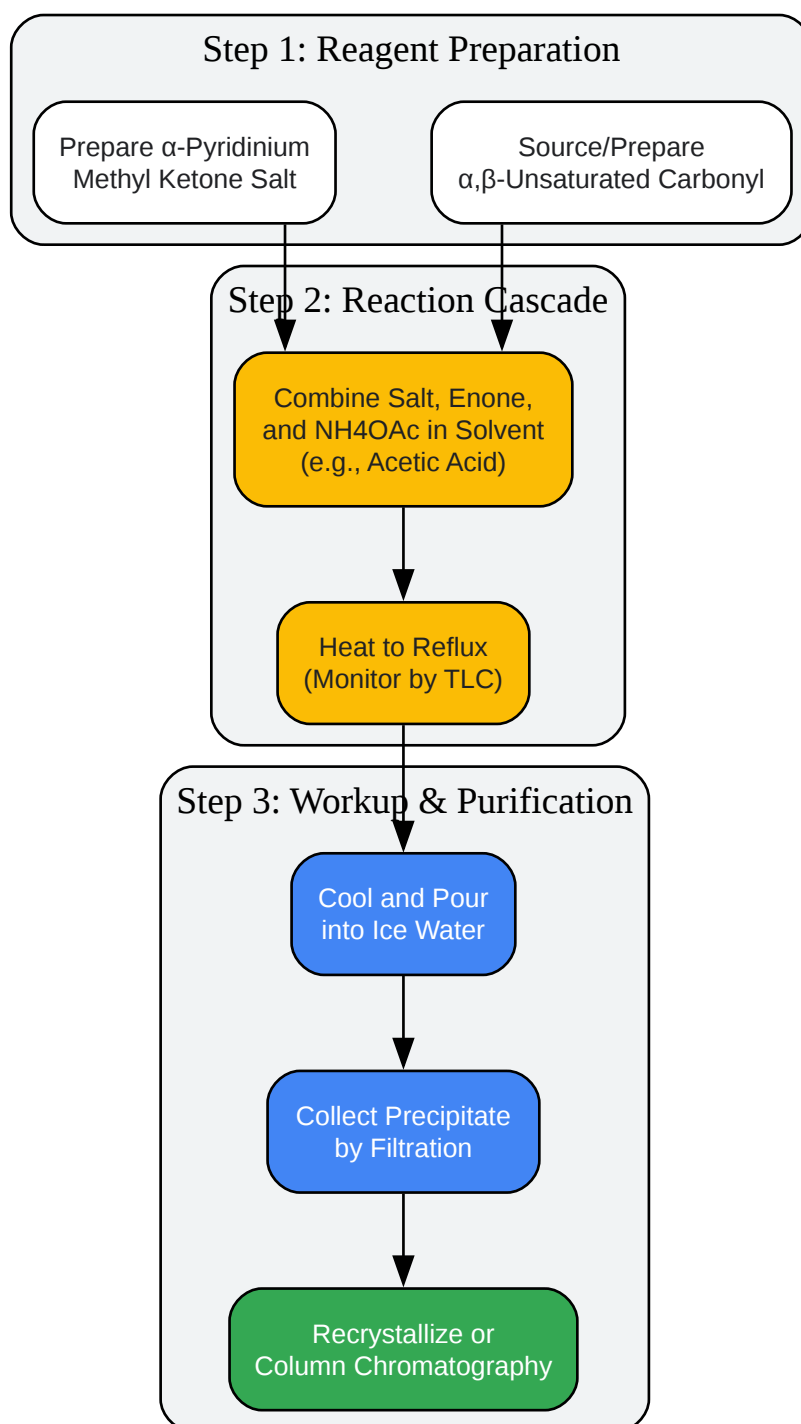 Step 1: Reagent Preparation
Prepare α-Pyridinium
Methyl Ketone Salt
Source/Prepare
α,β-Unsaturated Carbonyl
Step 2: Reaction Cascade
Combine Salt, Enone,
and NH4OAc in Solvent
(e.g., Acetic Acid)
Heat to Reflux
(Monitor by TLC)
Step 3: Workup & Purification
Cool and Pour
into Ice Water
Collect Precipitate
by Filtration
Recrystallize or
Column Chromatography